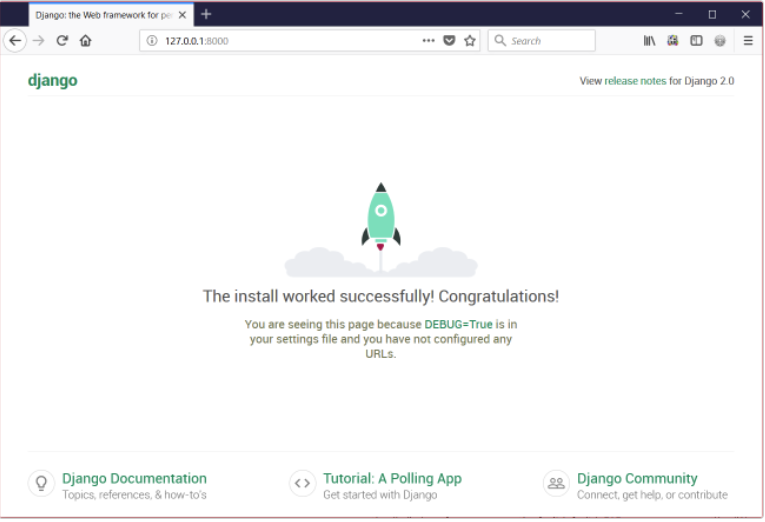 Django: the Web framework for per
127.0.0.1:8000
Search
django
View release notes for Django 2.0
The install worked successfully! Congratulations!
You are seeing this page because DEBUG=True is in
your settings file and you have not configured any
URLs.
Django Documentation
Topics, references, & how-to's
Tutorial: A Polling App
Get started with Django
Django Community
Connect, get help, or contribute